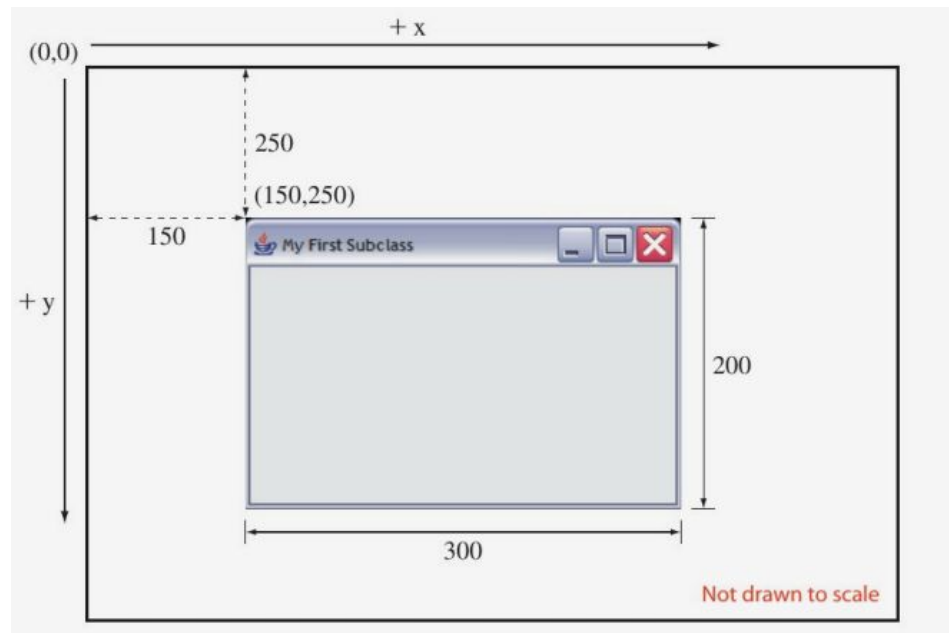 + x
(0,0)
250
(150,250)
150
My First Subclass
+ y
200
300
Not drawn to scale